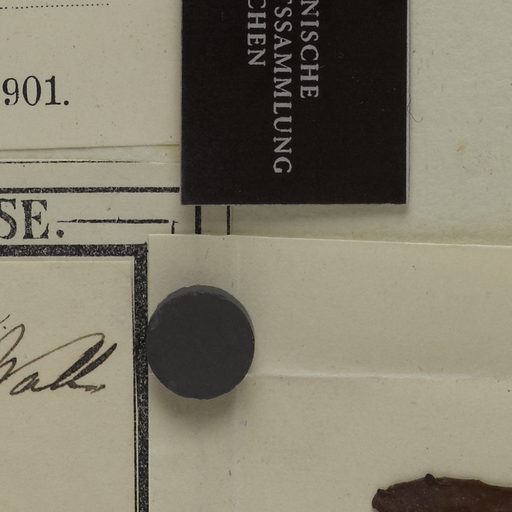 NISCHE
SSAMMLUNG
CHEN
901.
SE.
Wall